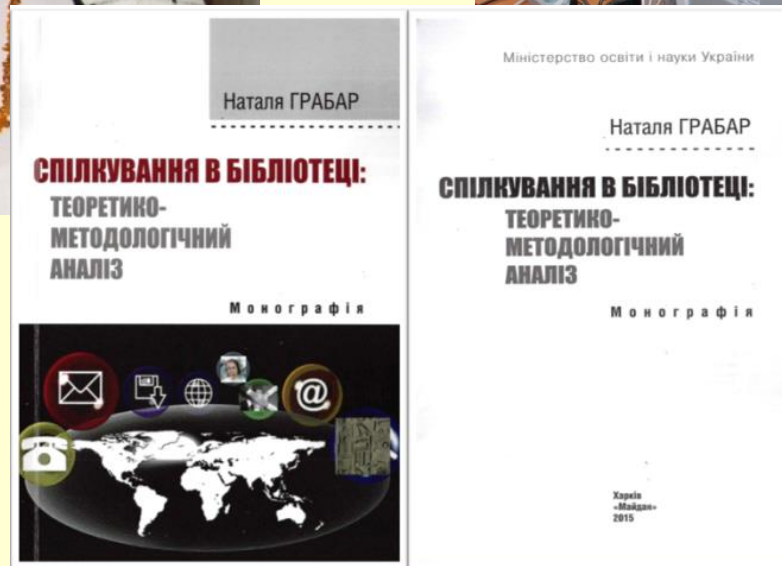 Наталя ГРАБАР
СПІЛКУВАННЯ В БІБЛІОТЕЦІ:
ТЕОРЕТИКО-
МЕТОДОЛОГІЧНИЙ
АНАЛІЗ
Монографія
@
Міністерство освіти і науки України
Наталя ГРАБАР
СПІЛКУВАННЯ В БІБЛІОТЕЦІ:
ТЕОРЕТИКО-
МЕТОДОЛОГІЧНИЙ
АНАЛІЗ
Монографія
Харків
«Майдан»
2015